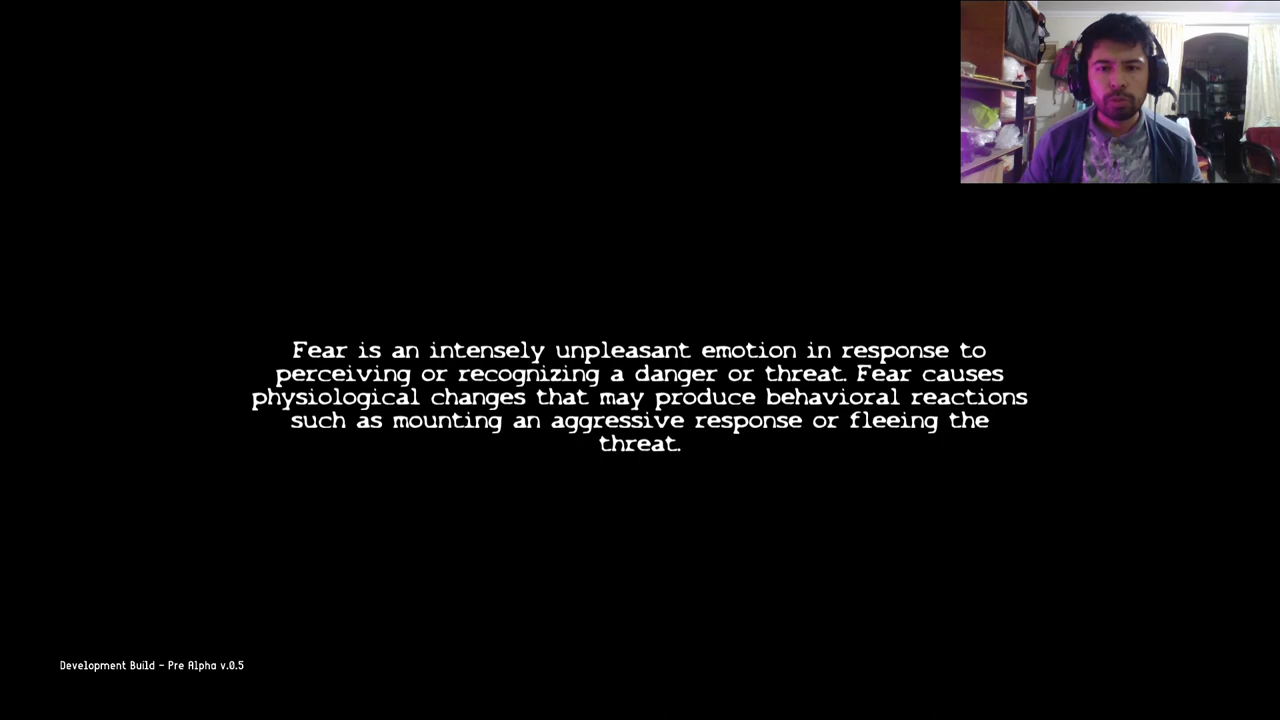 Fear is an intensely unpleasant emotion in response to
perceiving or recognizing a danger or threat. Fear causes
physiological changes that may produce behavioral reactions
such as mounting an aggressive response or fleeing the
threat.
Development Build - Pre Alpha v.0.5